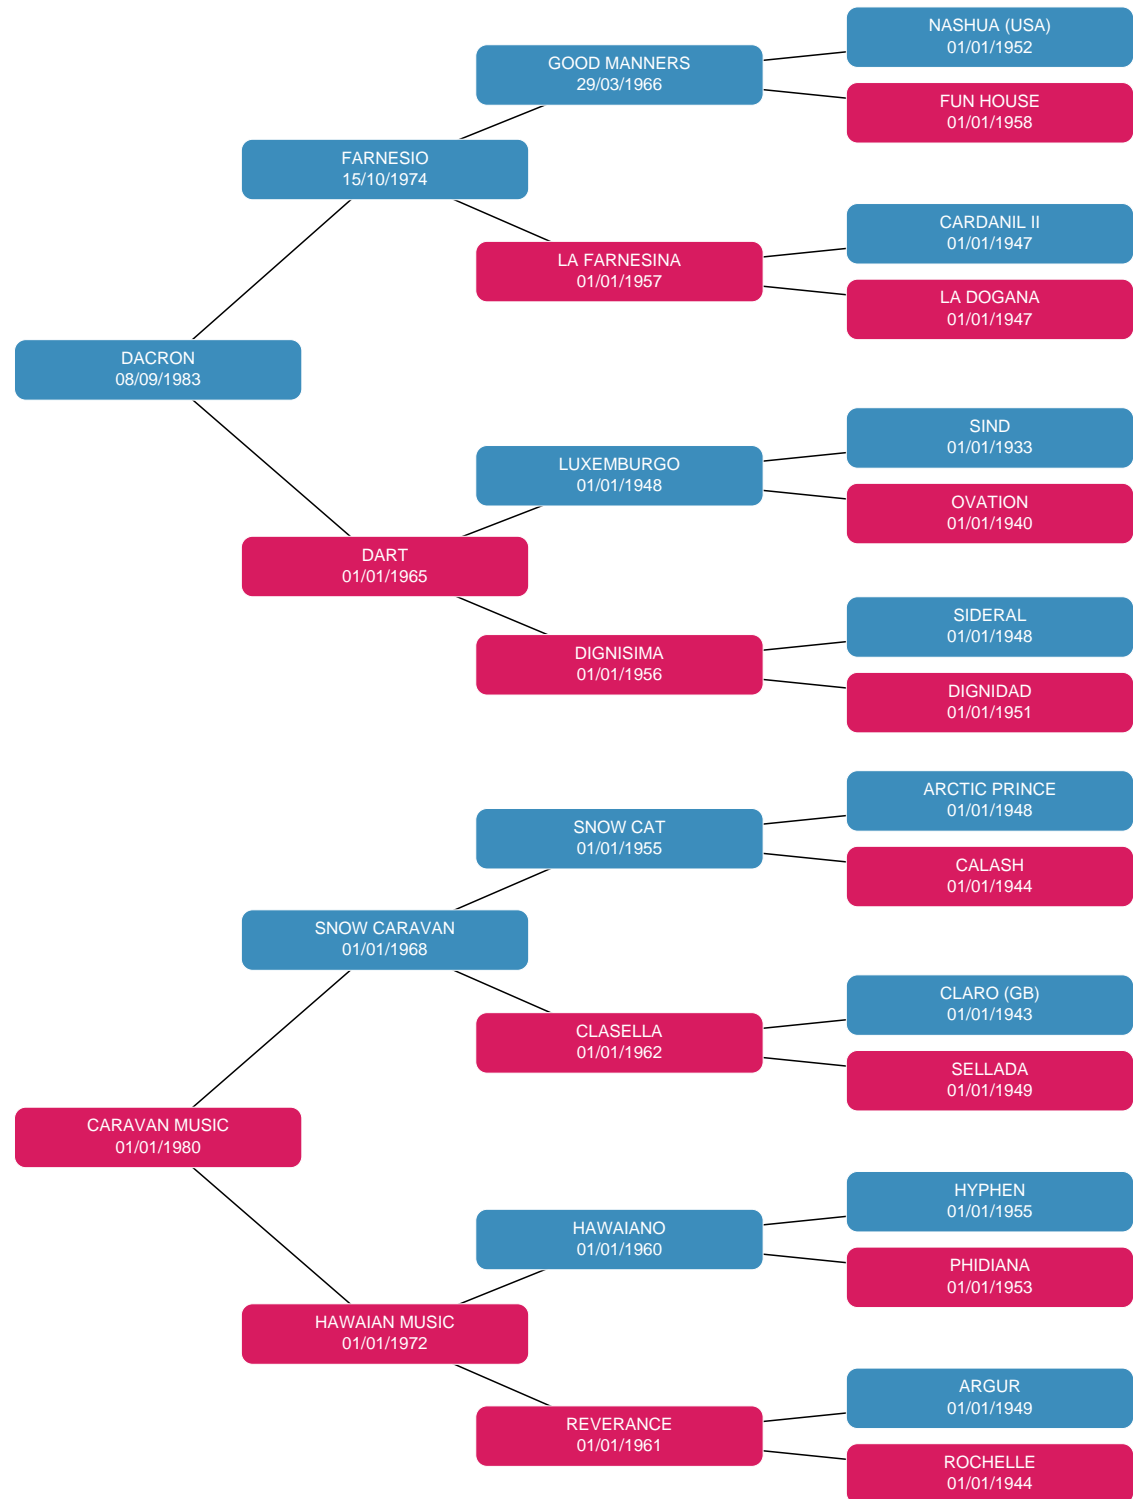 NASHUA (USA)
01/01/1952
GOOD MANNERS
29/03/1966
FUN HOUSE
01/01/1958
FARNESIO
15/10/1974
CARDANIL II
01/01/1947
LA FARNESINA
01/01/1957
LA DOGANA
01/01/1947
DACRON
08/09/1983
SIND
01/01/1933
LUXEMBURGO
01/01/1948
OVATION
01/01/1940
DART
01/01/1965
SIDERAL
01/01/1948
DIGNISIMA
01/01/1956
DIGNIDAD
01/01/1951
ARCTIC PRINCE
01/01/1948
SNOW CAT
01/01/1955
CALASH
01/01/1944
SNOW CARAVAN
01/01/1968
CLARO (GB)
01/01/1943
CLASELLA
01/01/1962
SELLADA
01/01/1949
CARAVAN MUSIC
01/01/1980
HYPHEN
01/01/1955
HAWAIANO
01/01/1960
PHIDIANA
01/01/1953
HAWAIAN MUSIC
01/01/1972
ARGUR
01/01/1949
REVERANCE
01/01/1961
ROCHELLE
01/01/1944